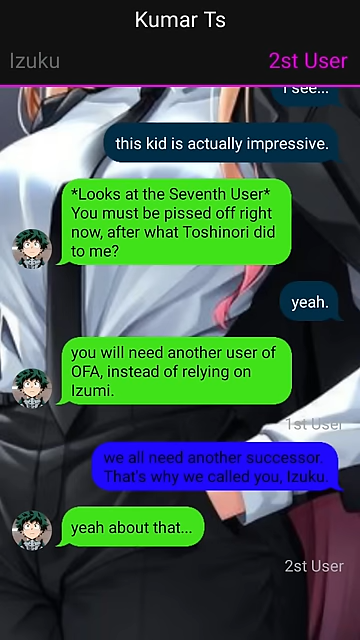 Kumar Ts
Izuku
2st User
I see...
this kid is actually impressive.
*Looks at the Seventh User*
You must be pissed off right
now, after what Toshinori did
to me?
yeah.
you will need another user of
OFA, instead of relying on
Izumi.
1st User
we all need another successor.
That's why we called you, Izuku.
yeah about that...
2st User